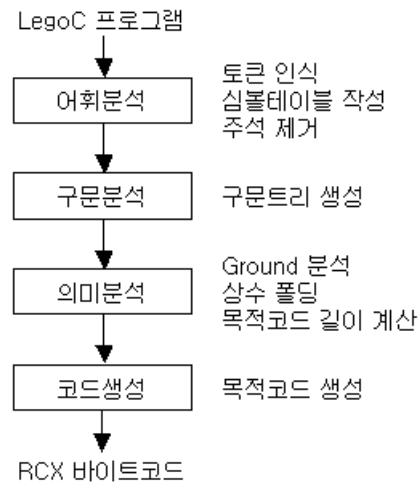 LegoC 프로그램
어휘분석
토큰 인식
심볼테이블 작성
주석 제거
구문분석
구문트리 생성
의미분석
Ground 분석
상수 폴딩
목적코드 길이 계산
코드생성
목적코드 생성
RCX 바이트코드